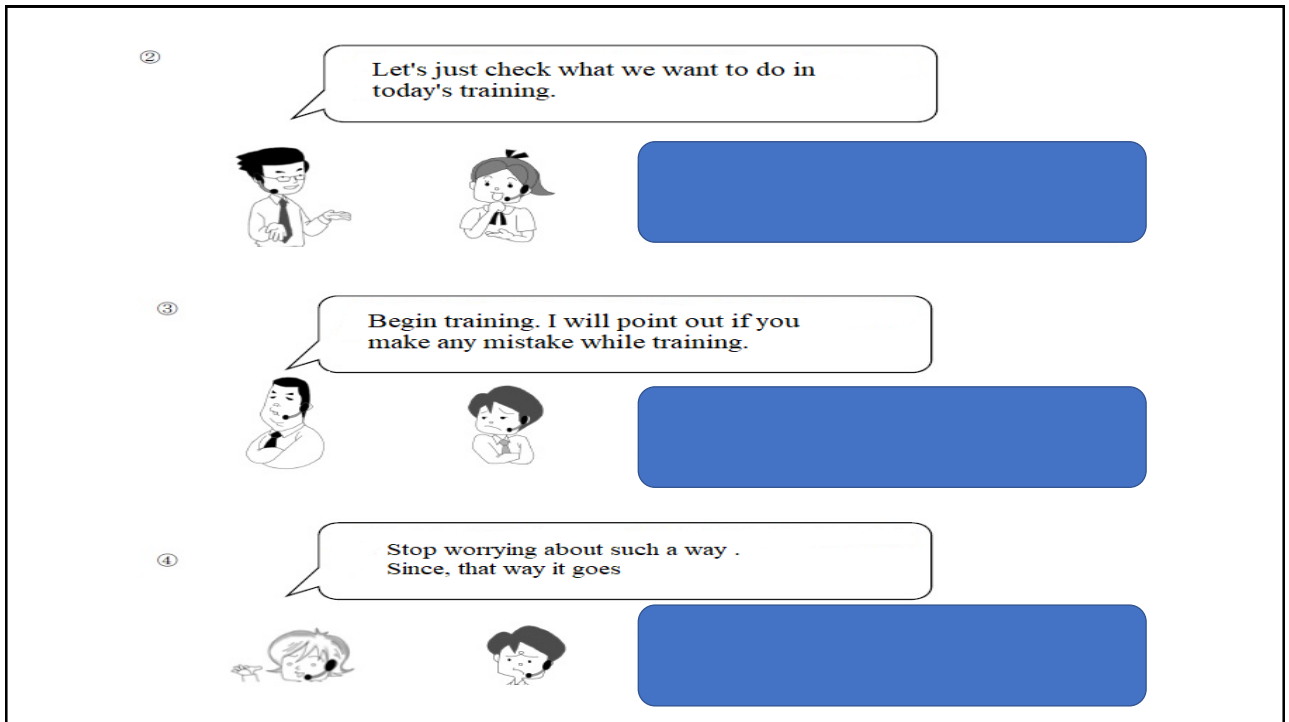 ②
Let's just check what we want to do in
today's training.
③
Begin training. I will point out if you
make any mistake while training.
④
Stop worrying about such a way .
Since, that way it goes